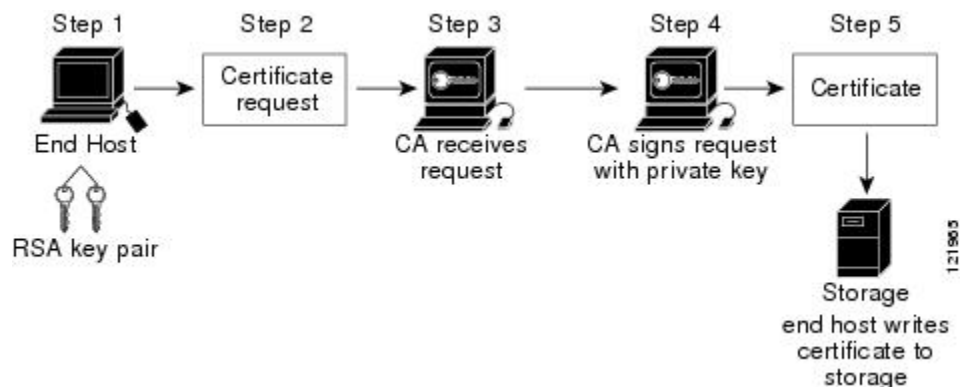 Step 1
Step 2
Step 3
Step 4
Step 5
Certificate
request
Certificate
End Host
CA receives
request
CA signs request
with private key
RSA key pair
Storage
end host writes
certificate to
storage
121965